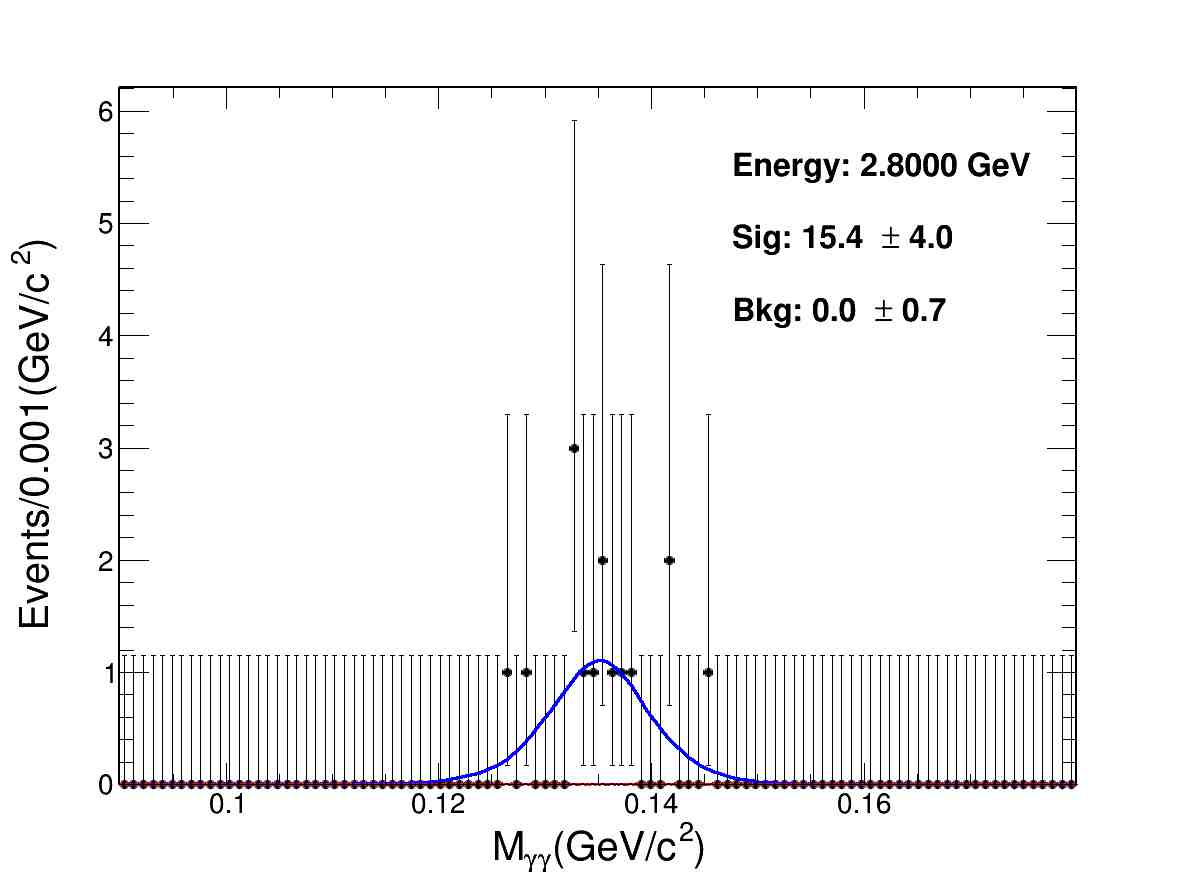 Energy: 2.8000 GeV
Sig: 15.4 ± 4.0
Bkg: 0.0 ± 0.7
Events/0.001(GeV/c²)
6
5
4
3
2
1
0
0.1 0.12 0.14 0.16
Mγγ(GeV/c²)